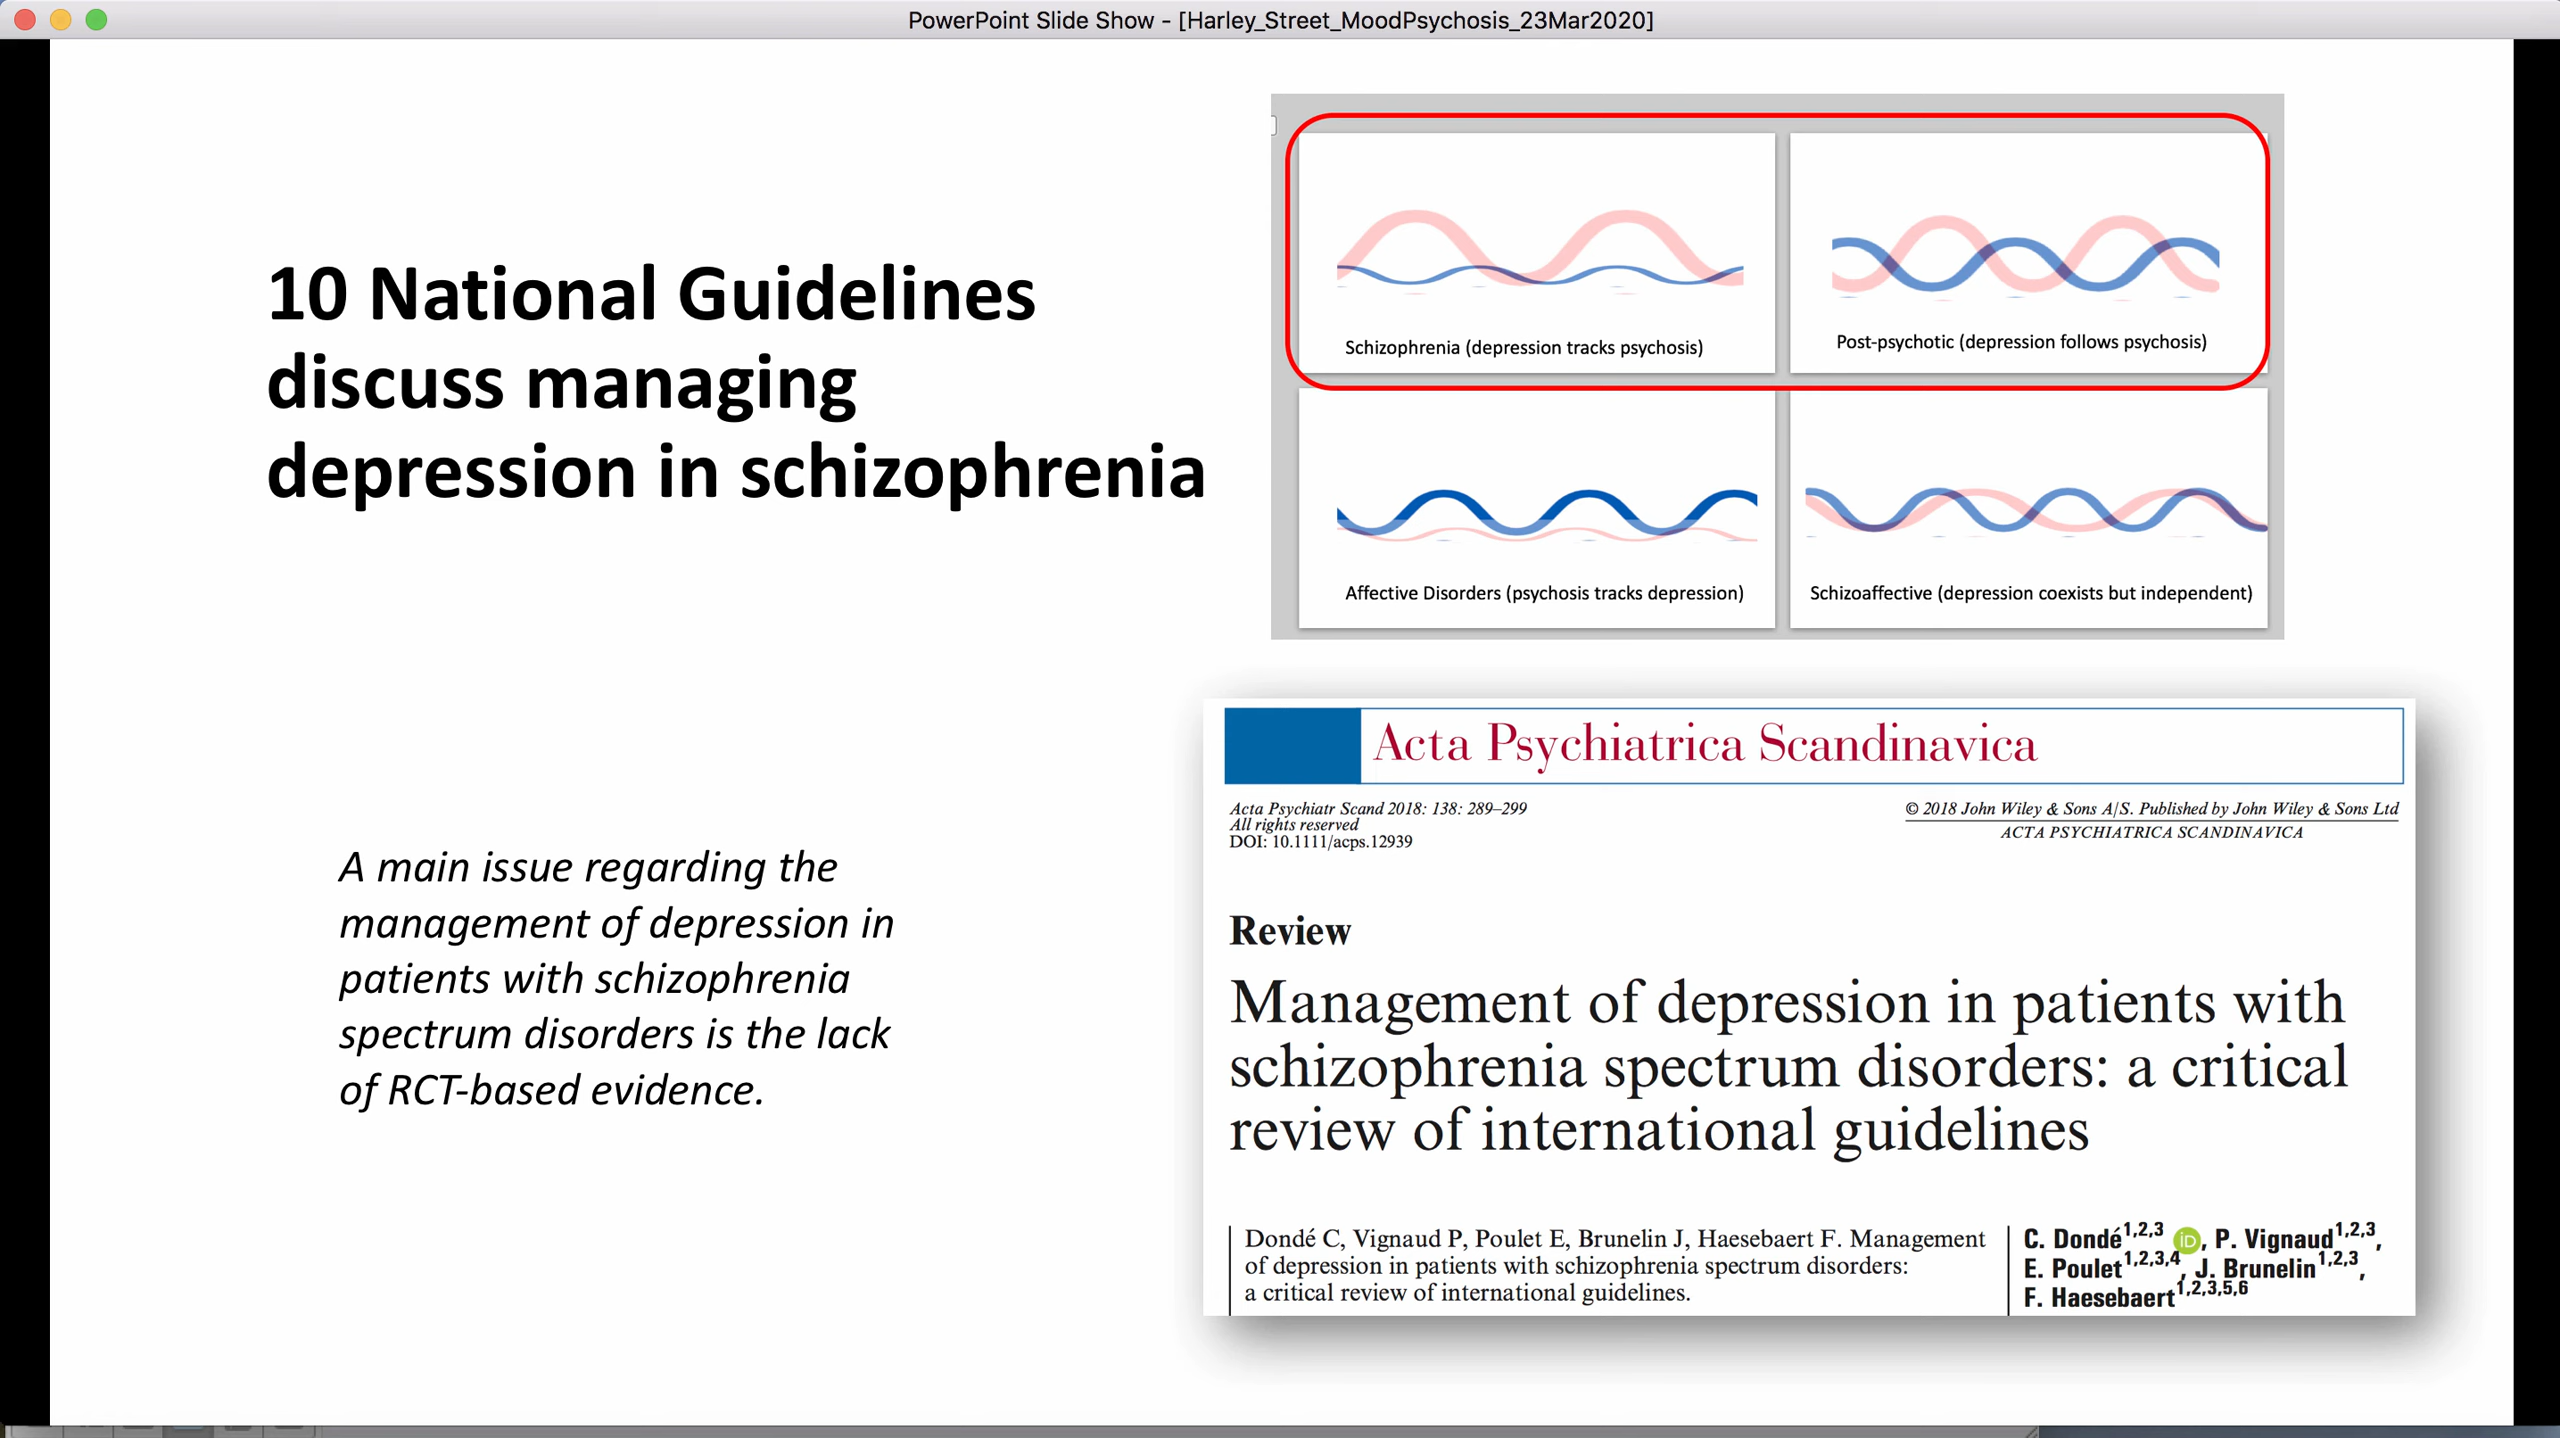 PowerPoint Slide Show - [Harley_Street_MoodPsychosis_23Mar2020]
10 National Guidelines
discuss managing
depression in schizophrenia
Schizophrenia (depression tracks psychosis)
Post-psychotic (depression follows psychosis)
Affective Disorders (psychosis tracks depression)
Schizoaffective (depression coexists but independent)
A main issue regarding the
management of depression in
patients with schizophrenia
spectrum disorders is the lack
of RCT-based evidence.
Acta Psychiatrica Scandinavica
Acta Psychiatr Scand 2018: 138: 289–299
All rights reserved
DOI: 10.1111/acps.12939
© 2018 John Wiley & Sons A/S. Published by John Wiley & Sons Ltd
ACTA PSYCHIATRICA SCANDINAVICA
Review
Management of depression in patients with
schizophrenia spectrum disorders: a critical
review of international guidelines
Dondé C, Vignaud P, Poulet E, Brunelin J, Haesebaert F. Management
of depression in patients with schizophrenia spectrum disorders:
a critical review of international guidelines.
C. Dondé1,2,3 iD, P. Vignaud1,2,3,
E. Poulet1,2,3,4, J. Brunelin1,2,3,
F. Haesebaert1,2,3,5,6